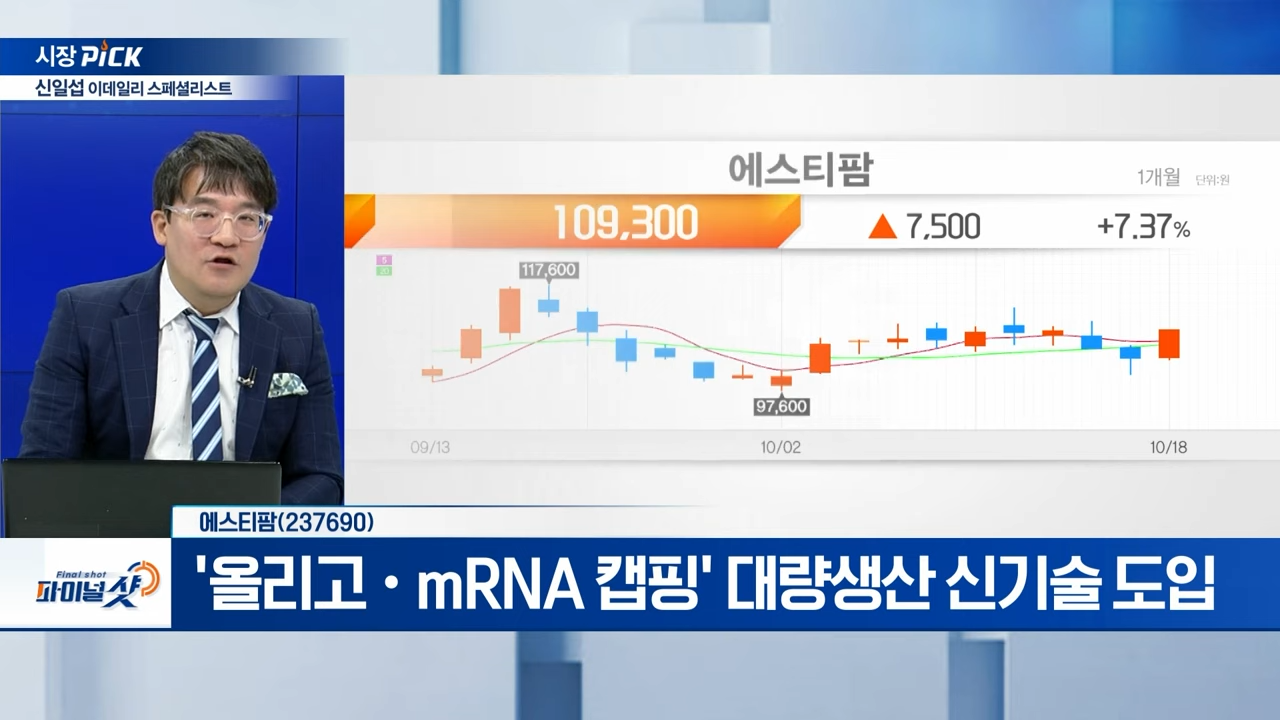 시장 PiCK
신일섭 이데일리 스페셜리스트
에스티팜
1개월 단위:원
109,300 ▲ 7,500 +7.37%
5
20
117,600
97,600
09/13 10/02 10/18
에스티팜(237690)
Final shot
파이널샷
'올리고·mRNA 캡핑' 대량생산 신기술 도입